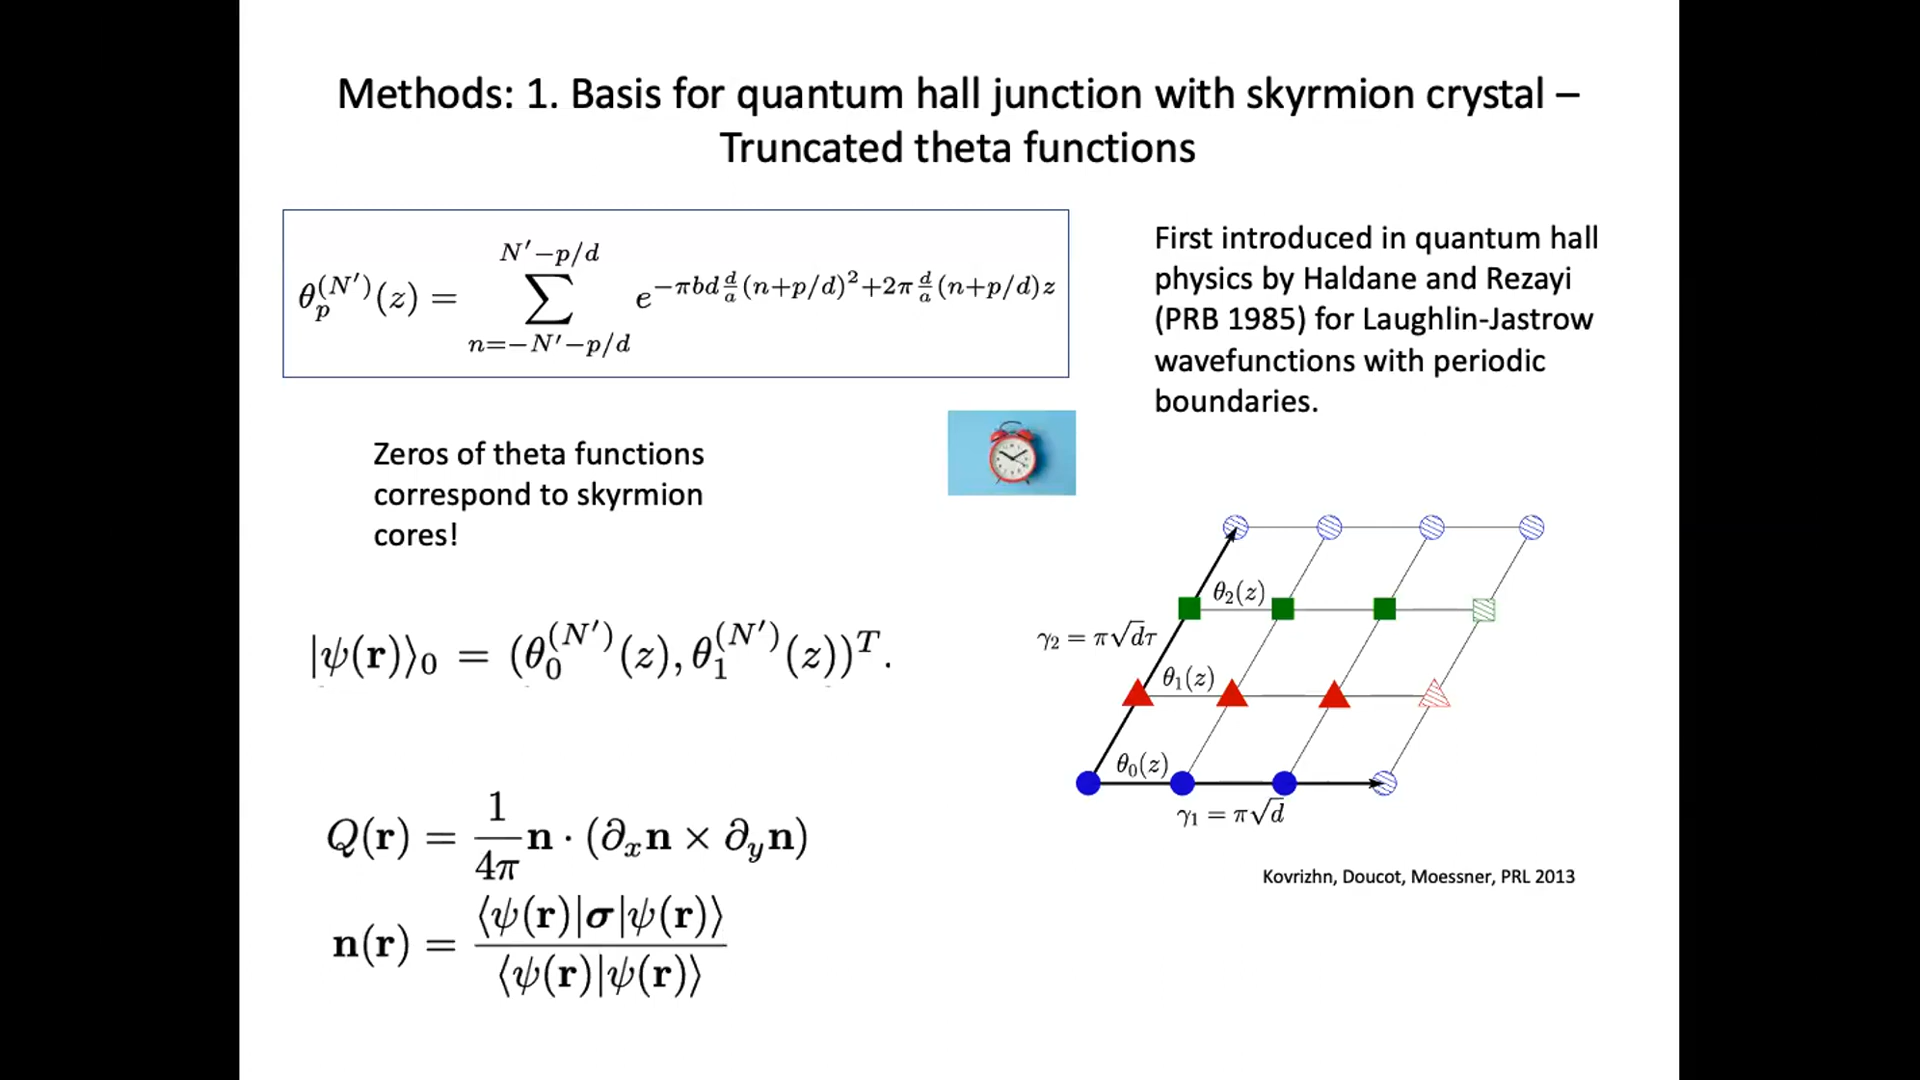 Methods: 1. Basis for quantum hall junction with skyrmion crystal –
Truncated theta functions
θ_p^{(N′)}(z) = ∑_{n=−N′−p/d}^{N′−p/d} e^{−πbd\frac{d}{a}(n+p/d)^2+2π\frac{d}{a}(n+p/d)z}
First introduced in quantum hall
physics by Haldane and Rezayi
(PRB 1985) for Laughlin-Jastrow
wavefunctions with periodic
boundaries.
Zeros of theta functions
correspond to skyrmion
cores!
|ψ(r)⟩_0 = (θ_0^{(N′)}(z), θ_1^{(N′)}(z))^T.
Q(r) = \frac{1}{4π} n · (∂_x n × ∂_y n)
n(r) = \frac{⟨ψ(r)|σ|ψ(r)⟩}{⟨ψ(r)|ψ(r)⟩}
θ_2(z)
γ_2 = π√dτ
θ_1(z)
θ_0(z)
γ_1 = π√d
Kovrizhn, Doucot, Moessner, PRL 2013